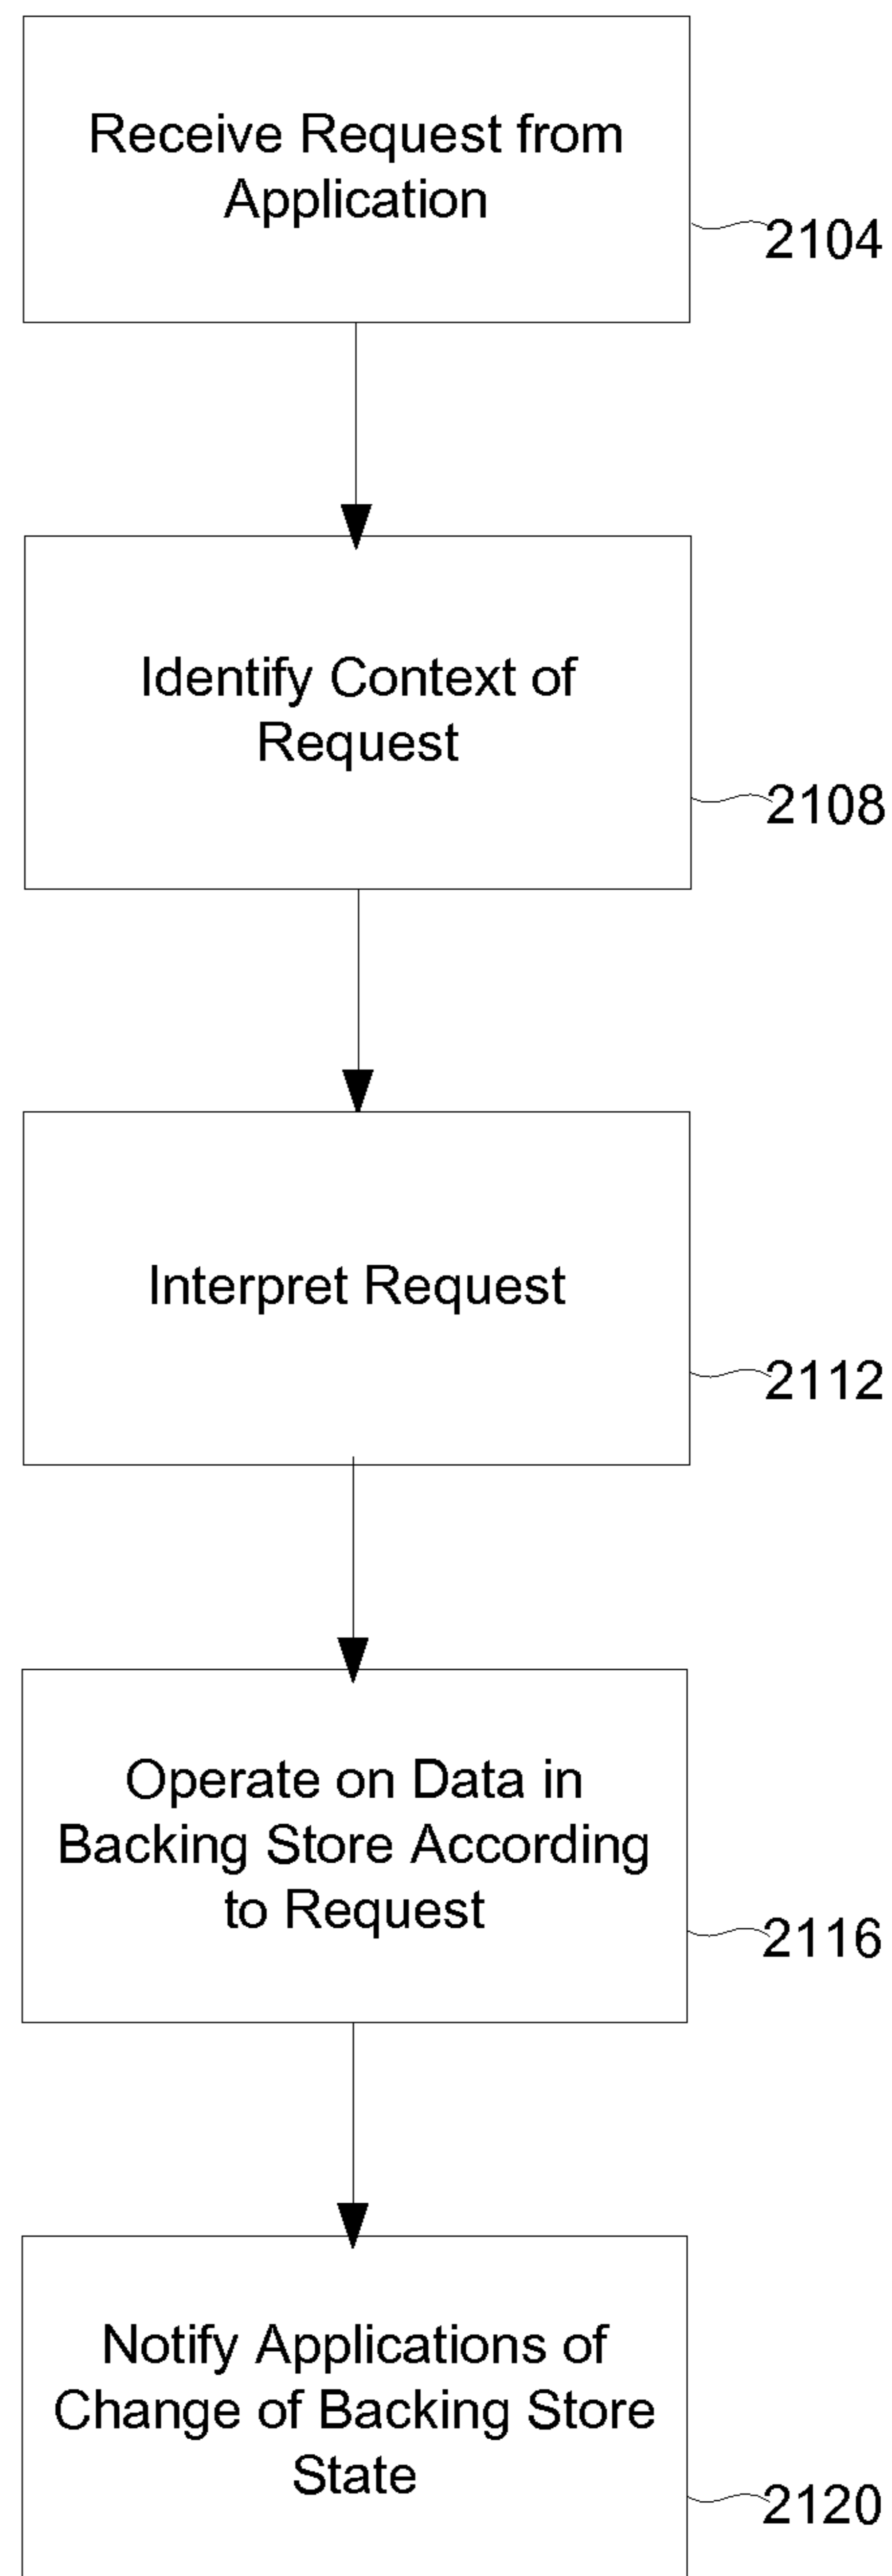 Receive Request from
Application
2104
Identify Context of
Request
2108
Interpret Request
2112
Operate on Data in
Backing Store According
to Request
2116
Notify Applications of
Change of Backing Store
State
2120